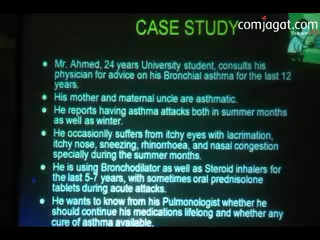 CASE STUDY
comjagat.com
Mr. Ahmed, 24 years University student, consults his
physician for advice on his Bronchial asthma for the last 12
years.
His mother and maternal uncle are asthmatic.
He reports having asthma attacks both in summer months
as well as winter.
He occasionlly suffers from itchy eyes with lacrimation,
itchy nose, sneezing, rhinorrhoea, and nasal congestion
specially during the summer months.
He is using Bronchodilator as well as Steroid inhalers for
the last 5-7 years, with sometimes oral prednisolone
tablets during acute attacks.
He wants to know from his Pulmonologist whether he
should continue his medications lifelong and whether any
cure of asthma available.